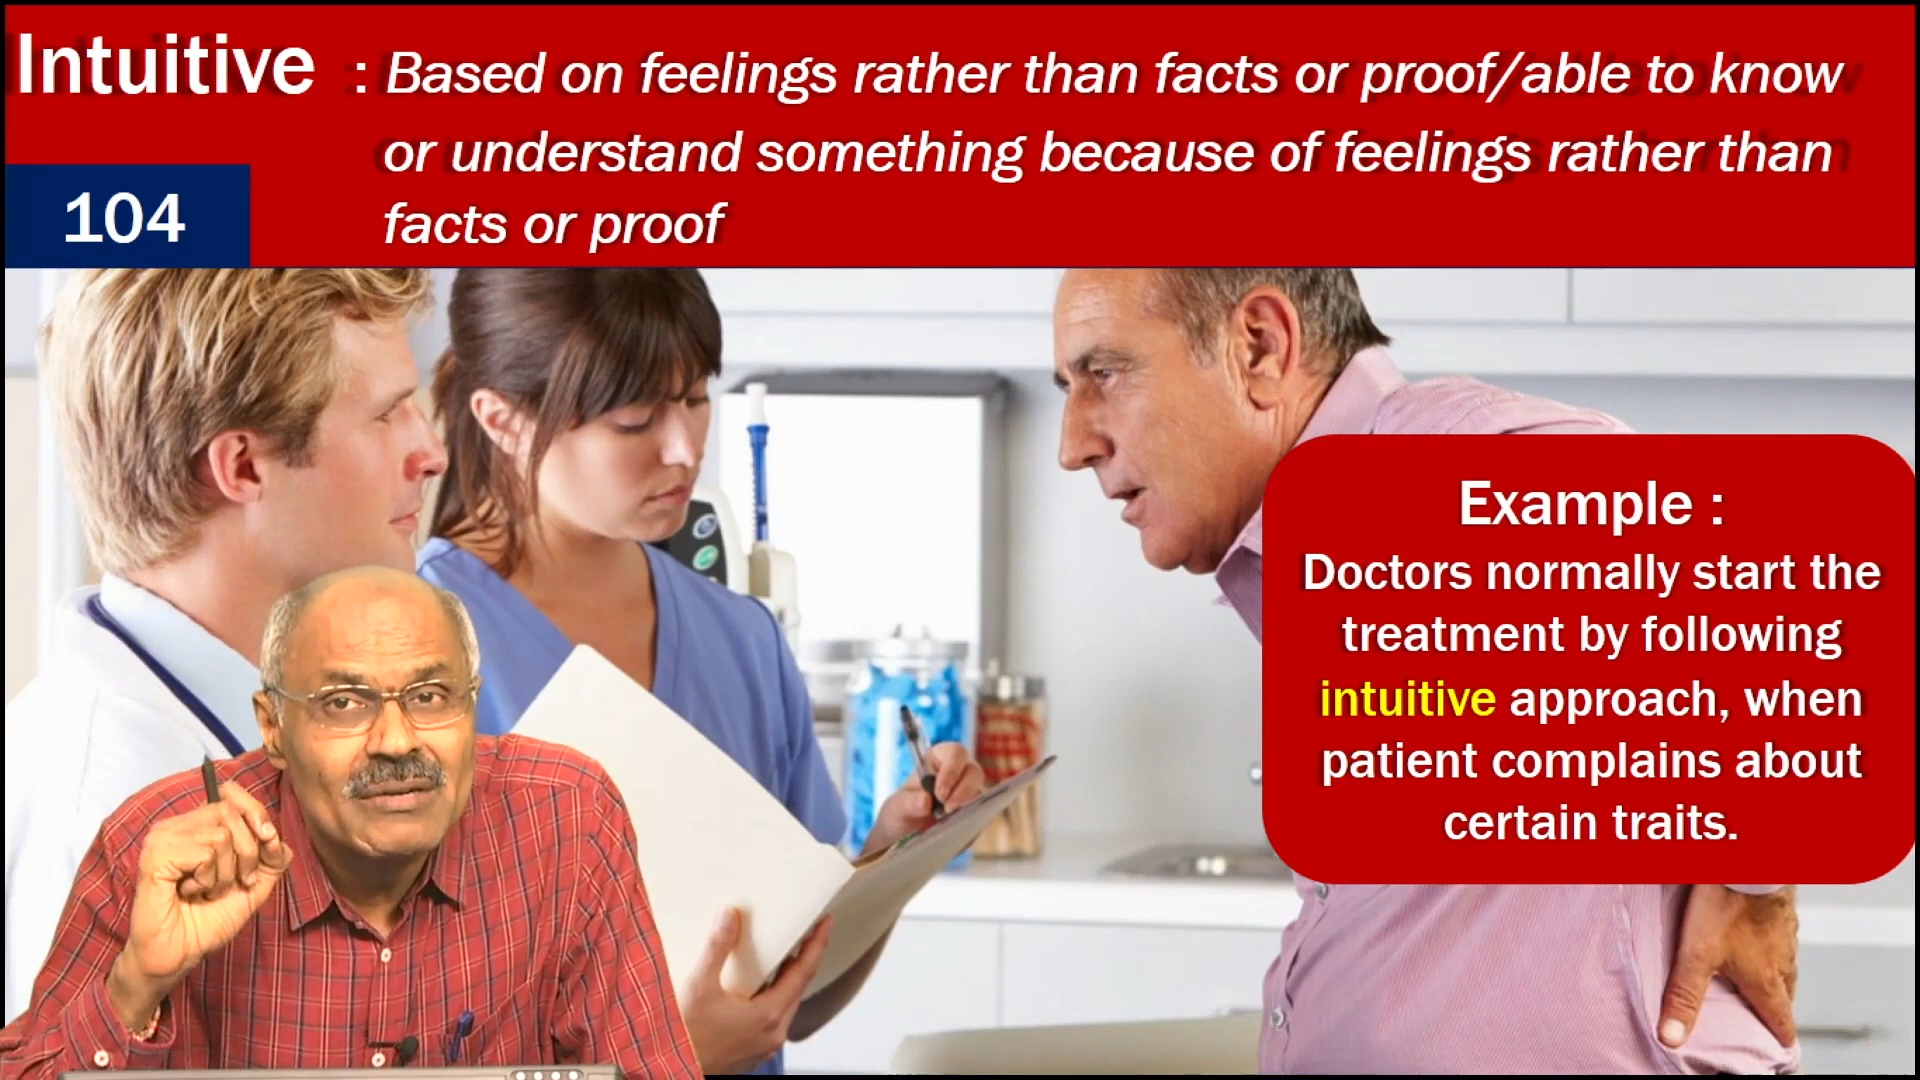 Intuitive : Based on feelings rather than facts or proof/able to know
or understand something because of feelings rather than
facts or proof
104
Example :
Doctors normally start the
treatment by following
intuitive approach, when
patient complains about
certain traits.